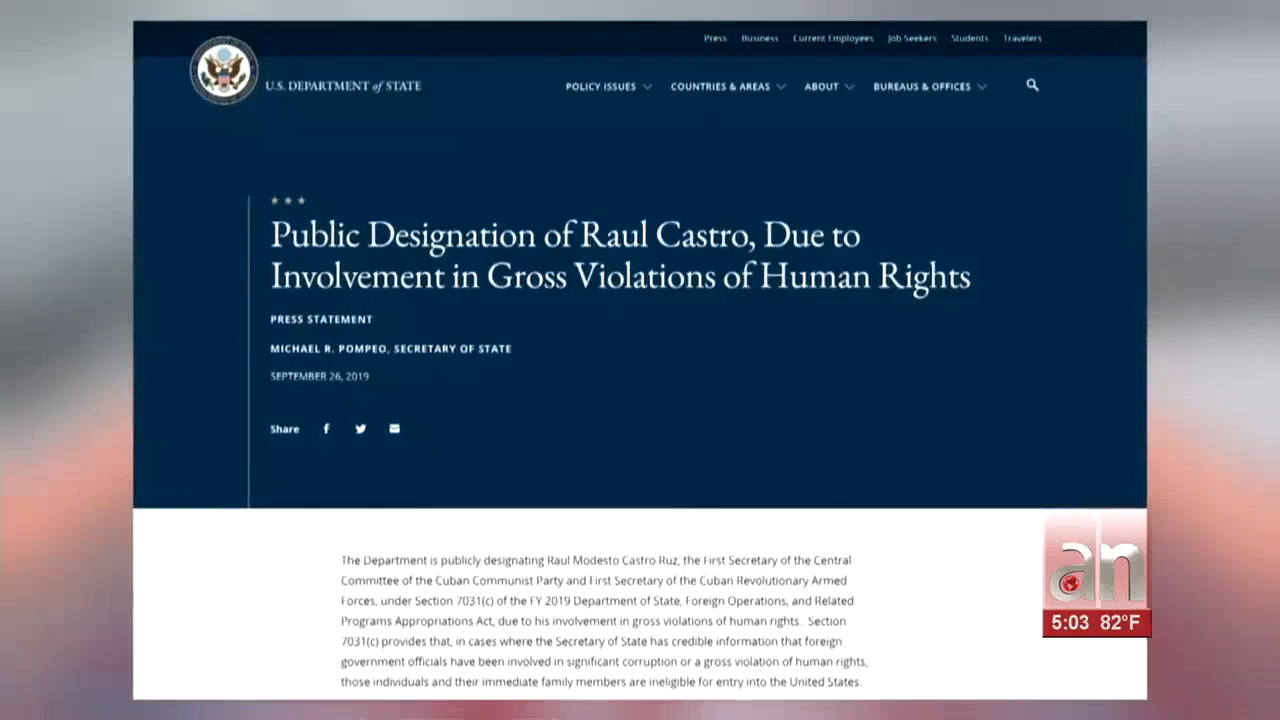 Press Business Current Employees Job Seekers Students Travelers
U.S. DEPARTMENT of STATE
POLICY ISSUES COUNTRIES & AREAS ABOUT BUREAUS & OFFICES
Public Designation of Raul Castro, Due to
Involvement in Gross Violations of Human Rights
PRESS STATEMENT
MICHAEL R. POMPEO, SECRETARY OF STATE
SEPTEMBER 26, 2019
Share
The Department is publicly designating Raul Modesto Castro Ruz, the First Secretary of the Central
Committee of the Cuban Communist Party and First Secretary of the Cuban Revolutionary Armed
Forces, under Section 7031(c) of the FY 2019 Department of State, Foreign Operations, and Related
Programs Appropriations Act, due to his involvement in gross violations of human rights. Section
7031(c) provides that, in cases where the Secretary of State has credible information that foreign
government officials have been involved in significant corruption or a gross violation of human rights,
those individuals and their immediate family members are ineligible for entry into the United States.
an
5:03 82°F